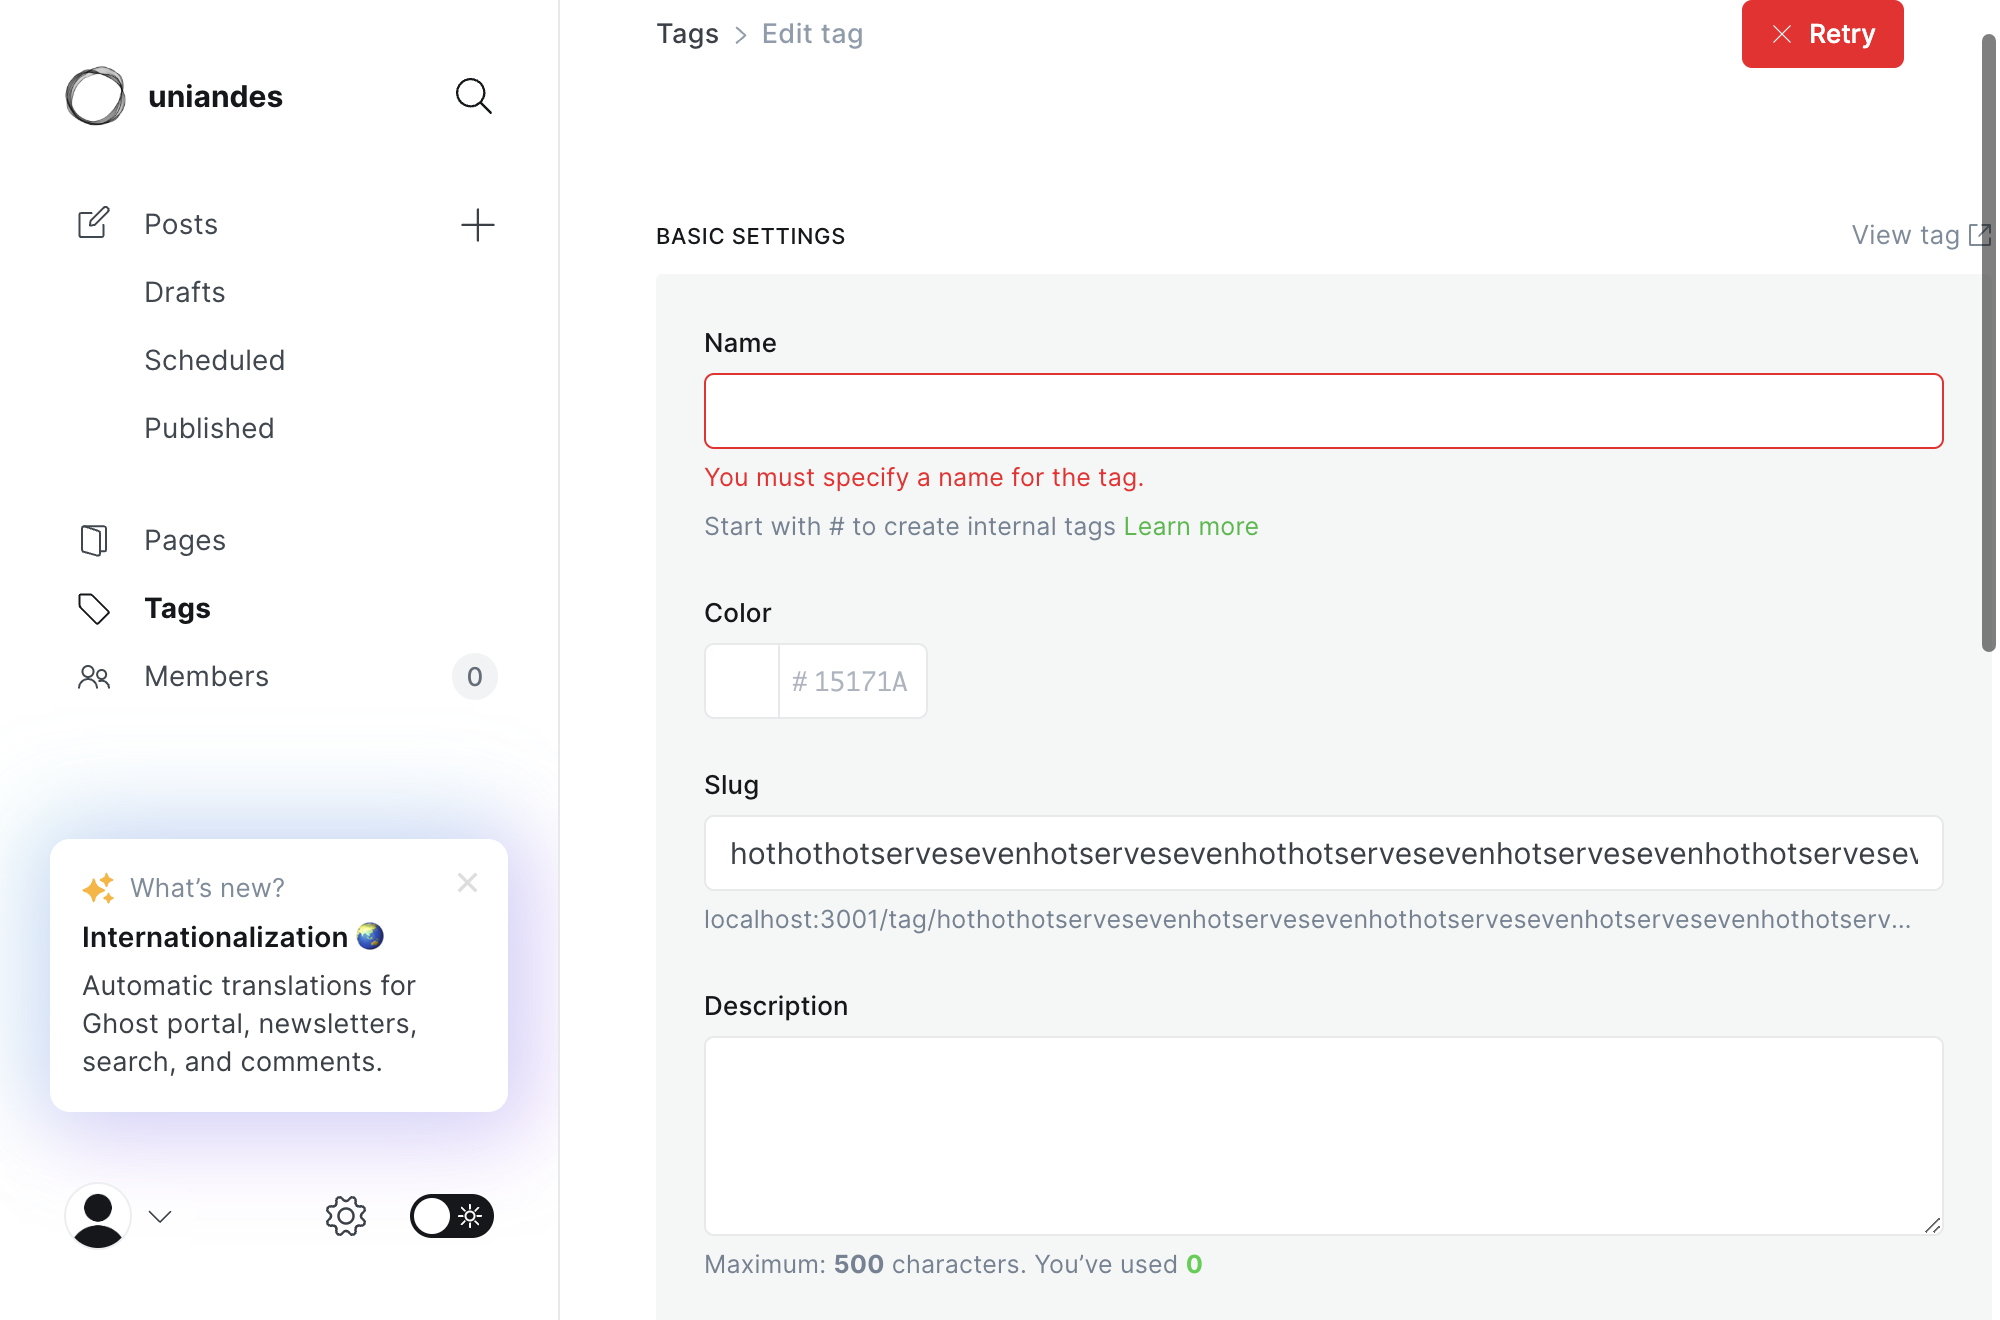 uniandes
Posts
Drafts
Scheduled
Published
Pages
Tags
Members
0
What’s new?
Internationalization
Automatic translations for
Ghost portal, newsletters,
search, and comments.
Tags > Edit tag
Retry
BASIC SETTINGS
View tag
Name
You must specify a name for the tag.
Start with # to create internal tags Learn more
Color
# 15171A
Slug
hothothotservesevenhotservesevenhothotservesevenhotservesevenhothotservesev
localhost:3001/tag/hothothotservesevenhotservesevenhothotservesevenhotservesevenhothotserv...
Description
Maximum: 500 characters. You’ve used 0